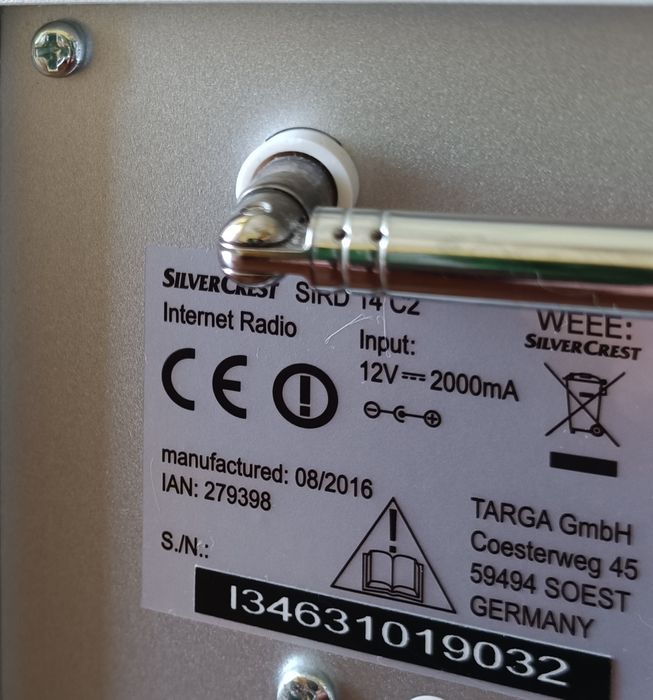 SILVERCREST SIRD 14 C2
Internet Radio
Input:
12V 2000mA
CE
WEEE:
SILVERCREST
manufactured: 08/2016
IAN: 279398
S./N.:
I34631019032
TARGA GmbH
Coesterweg 45
59494 SOEST
GERMANY